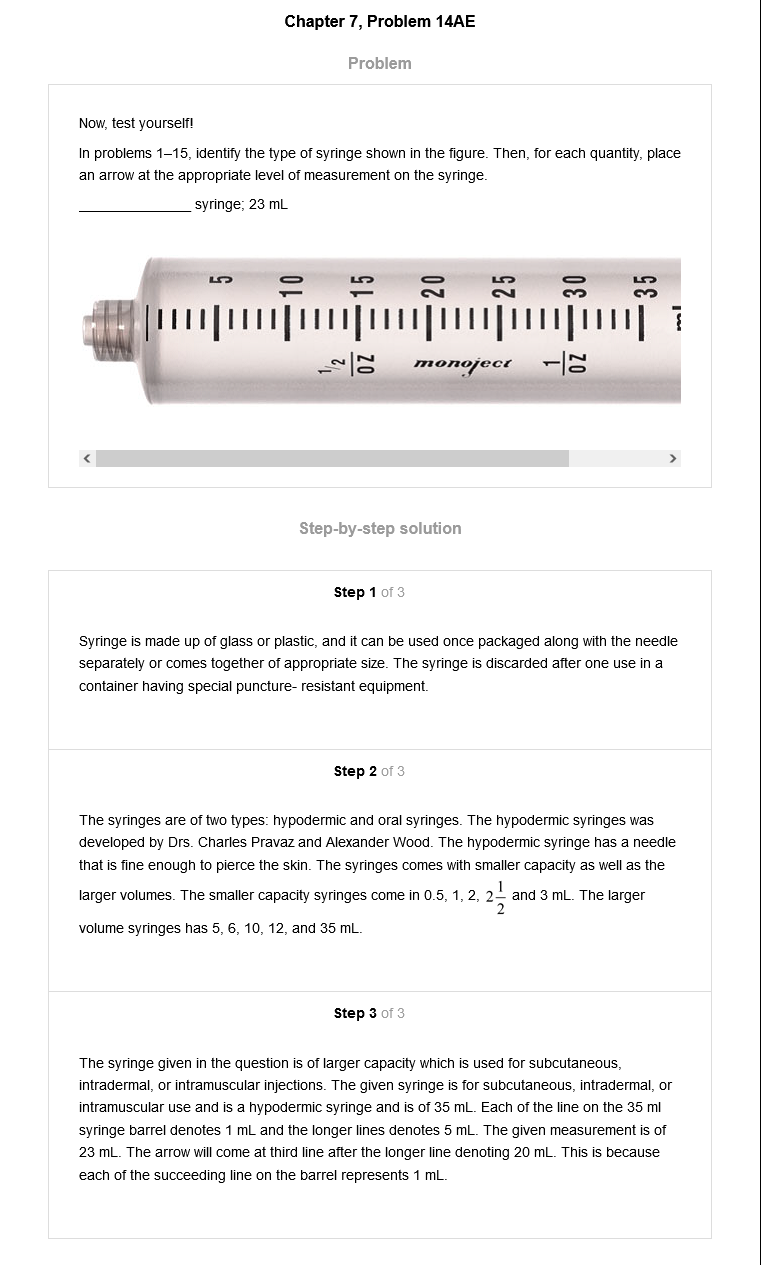 Chapter 7, Problem 14AE
Problem
Now, test yourself!
In problems 1–15, identify the type of syringe shown in the figure. Then, for each quantity, place
an arrow at the appropriate level of measurement on the syringe.
_______________ syringe; 23 mL
5 10 15 20 25 30 35
1/2 OZ monoject 1 OZ
Step-by-step solution
Step 1 of 3
Syringe is made up of glass or plastic, and it can be used once packaged along with the needle
separately or comes together of appropriate size. The syringe is discarded after one use in a
container having special puncture- resistant equipment.
Step 2 of 3
The syringes are of two types: hypodermic and oral syringes. The hypodermic syringes was
developed by Drs. Charles Pravaz and Alexander Wood. The hypodermic syringe has a needle
that is fine enough to pierce the skin. The syringes comes with smaller capacity as well as the
larger volumes. The smaller capacity syringes come in 0.5, 1, 2, 2 1/2 and 3 mL. The larger
volume syringes has 5, 6, 10, 12, and 35 mL.
Step 3 of 3
The syringe given in the question is of larger capacity which is used for subcutaneous,
intradermal, or intramuscular injections. The given syringe is for subcutaneous, intradermal, or
intramuscular use and is a hypodermic syringe and is of 35 mL. Each of the line on the 35 ml
syringe barrel denotes 1 mL and the longer lines denotes 5 mL. The given measurement is of
23 mL. The arrow will come at third line after the longer line denoting 20 mL. This is because
each of the succeeding line on the barrel represents 1 mL.